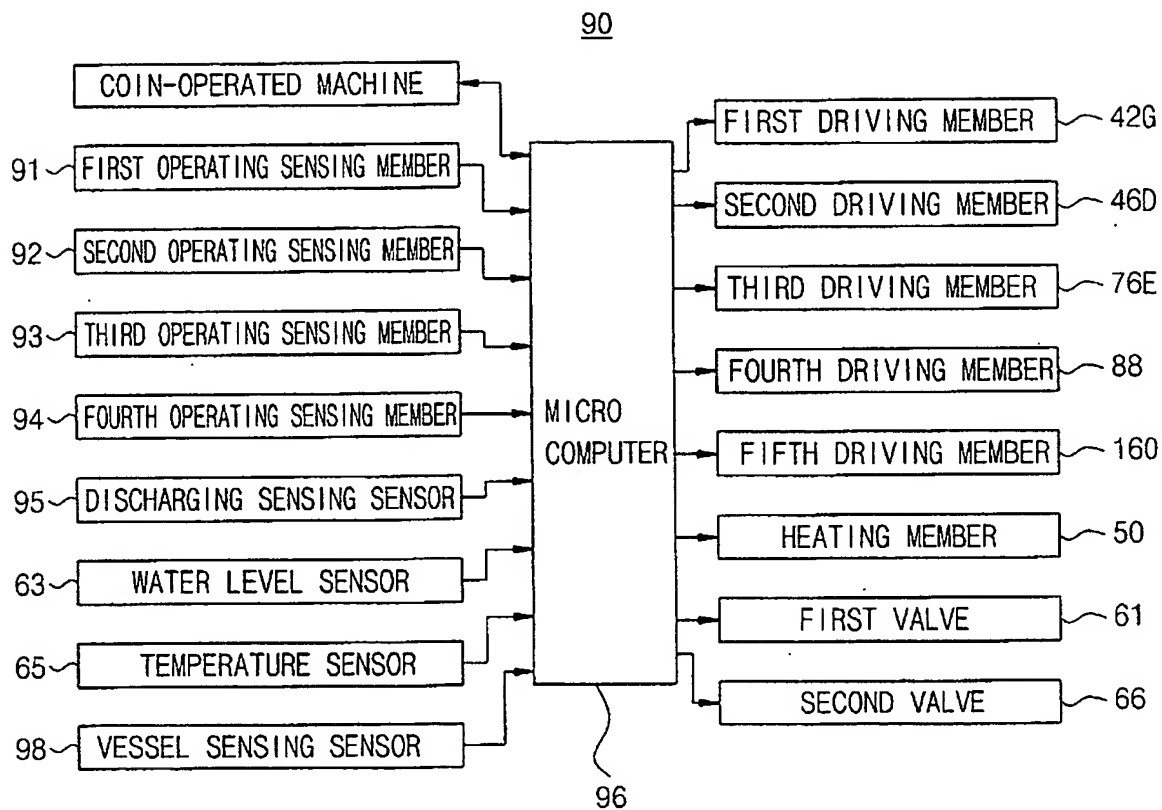 90
COIN-OPERATED MACHINE
91 FIRST OPERATING SENSING MEMBER
92 SECOND OPERATING SENSING MEMBER
93 THIRD OPERATING SENSING MEMBER
94 FOURTH OPERATING SENSING MEMBER
95 DISCHARGING SENSING SENSOR
63 WATER LEVEL SENSOR
65 TEMPERATURE SENSOR
98 VESSEL SENSING SENSOR
MICRO
COMPUTER
96
FIRST DRIVING MEMBER 42G
SECOND DRIVING MEMBER 46D
THIRD DRIVING MEMBER 76E
FOURTH DRIVING MEMBER 88
FIFTH DRIVING MEMBER 160
HEATING MEMBER 50
FIRST VALVE 61
SECOND VALVE 66